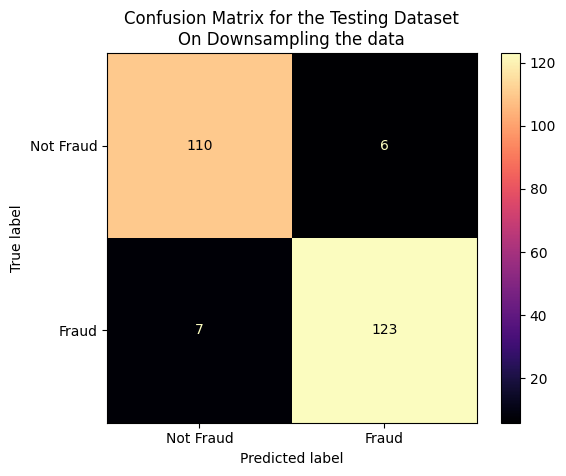 Confusion Matrix for the Testing Dataset
On Downsampling the data
True label
Not Fraud
110
6
Fraud
7
123
Not Fraud
Fraud
Predicted label
120
100
80
60
40
20